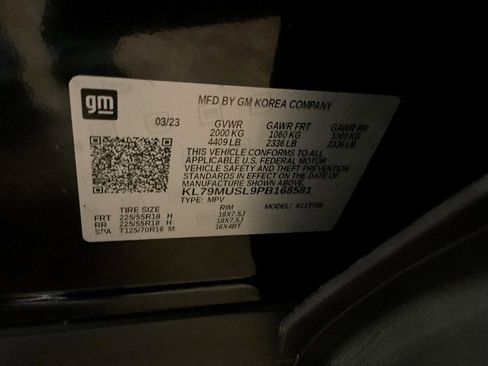 gm
MFD BY GM KOREA COMPANY
03/23 GVWR GAWR FRT GAWR RR
2000 KG 1060 KG 1060 KG
4409 LB 2336 LB 2336 LB
THIS VEHICLE CONFORMS TO ALL
APPLICABLE U.S. FEDERAL MOTOR
VEHICLE SAFETY AND THEFT PREVENTION
STANDARDS IN EFFECT ON THE DATE OF
MANUFACTURE SHOWN ABOVE.
KL79MUSL9PB168581
TYPE: MPV MODEL:
TIRE SIZE RIM
FRT 225/55R18 H 18X7.5J
RR 225/55R18 H 18X7.5J
SPA T125/70R16 M 16X4BT